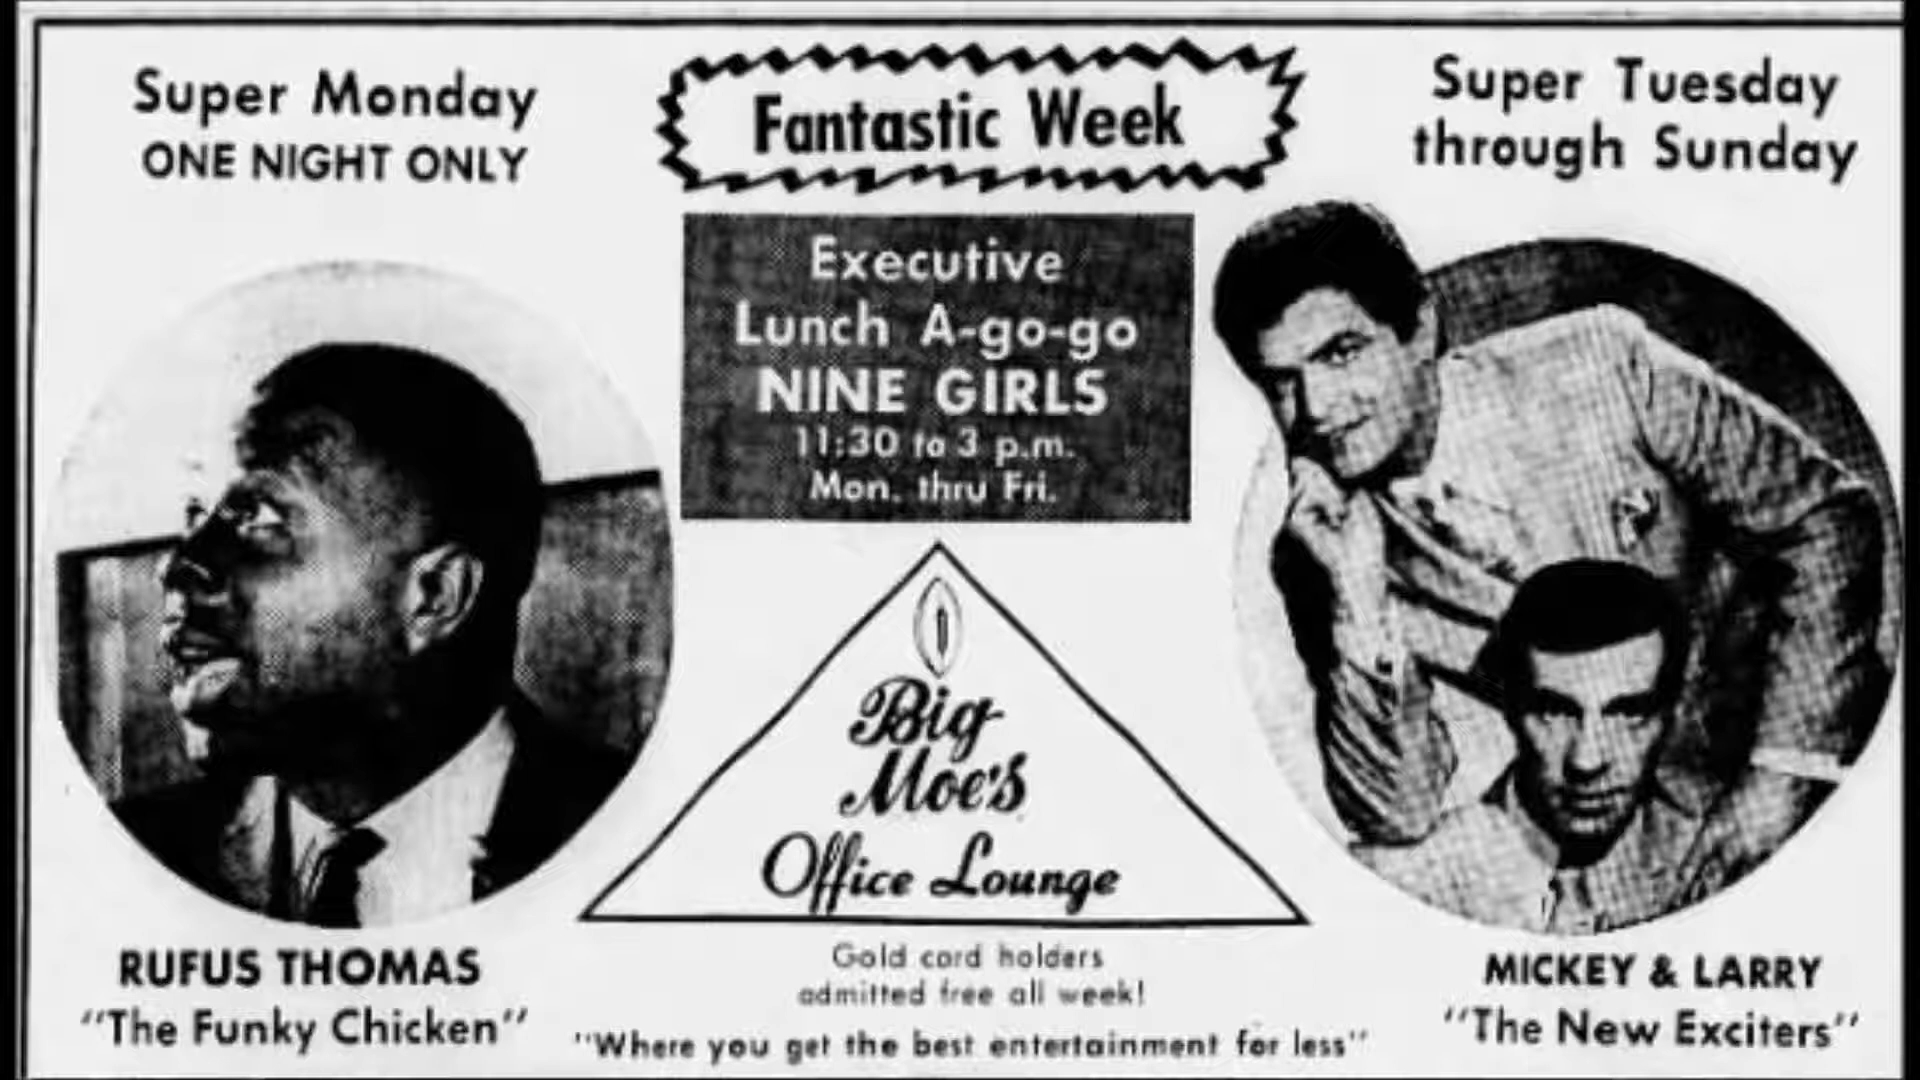 Super Monday
ONE NIGHT ONLY
RUFUS THOMAS
"The Funky Chicken"
Fantastic Week
Executive
Lunch A-go-go
NINE GIRLS
11:30 to 3 p.m.
Mon. thru Fri.
Big
Moe's
Office Lounge
Gold card holders
admitted free all week!
"Where you get the best entertainment for less"
Super Tuesday
through Sunday
MICKEY & LARRY
"The New Exciters"